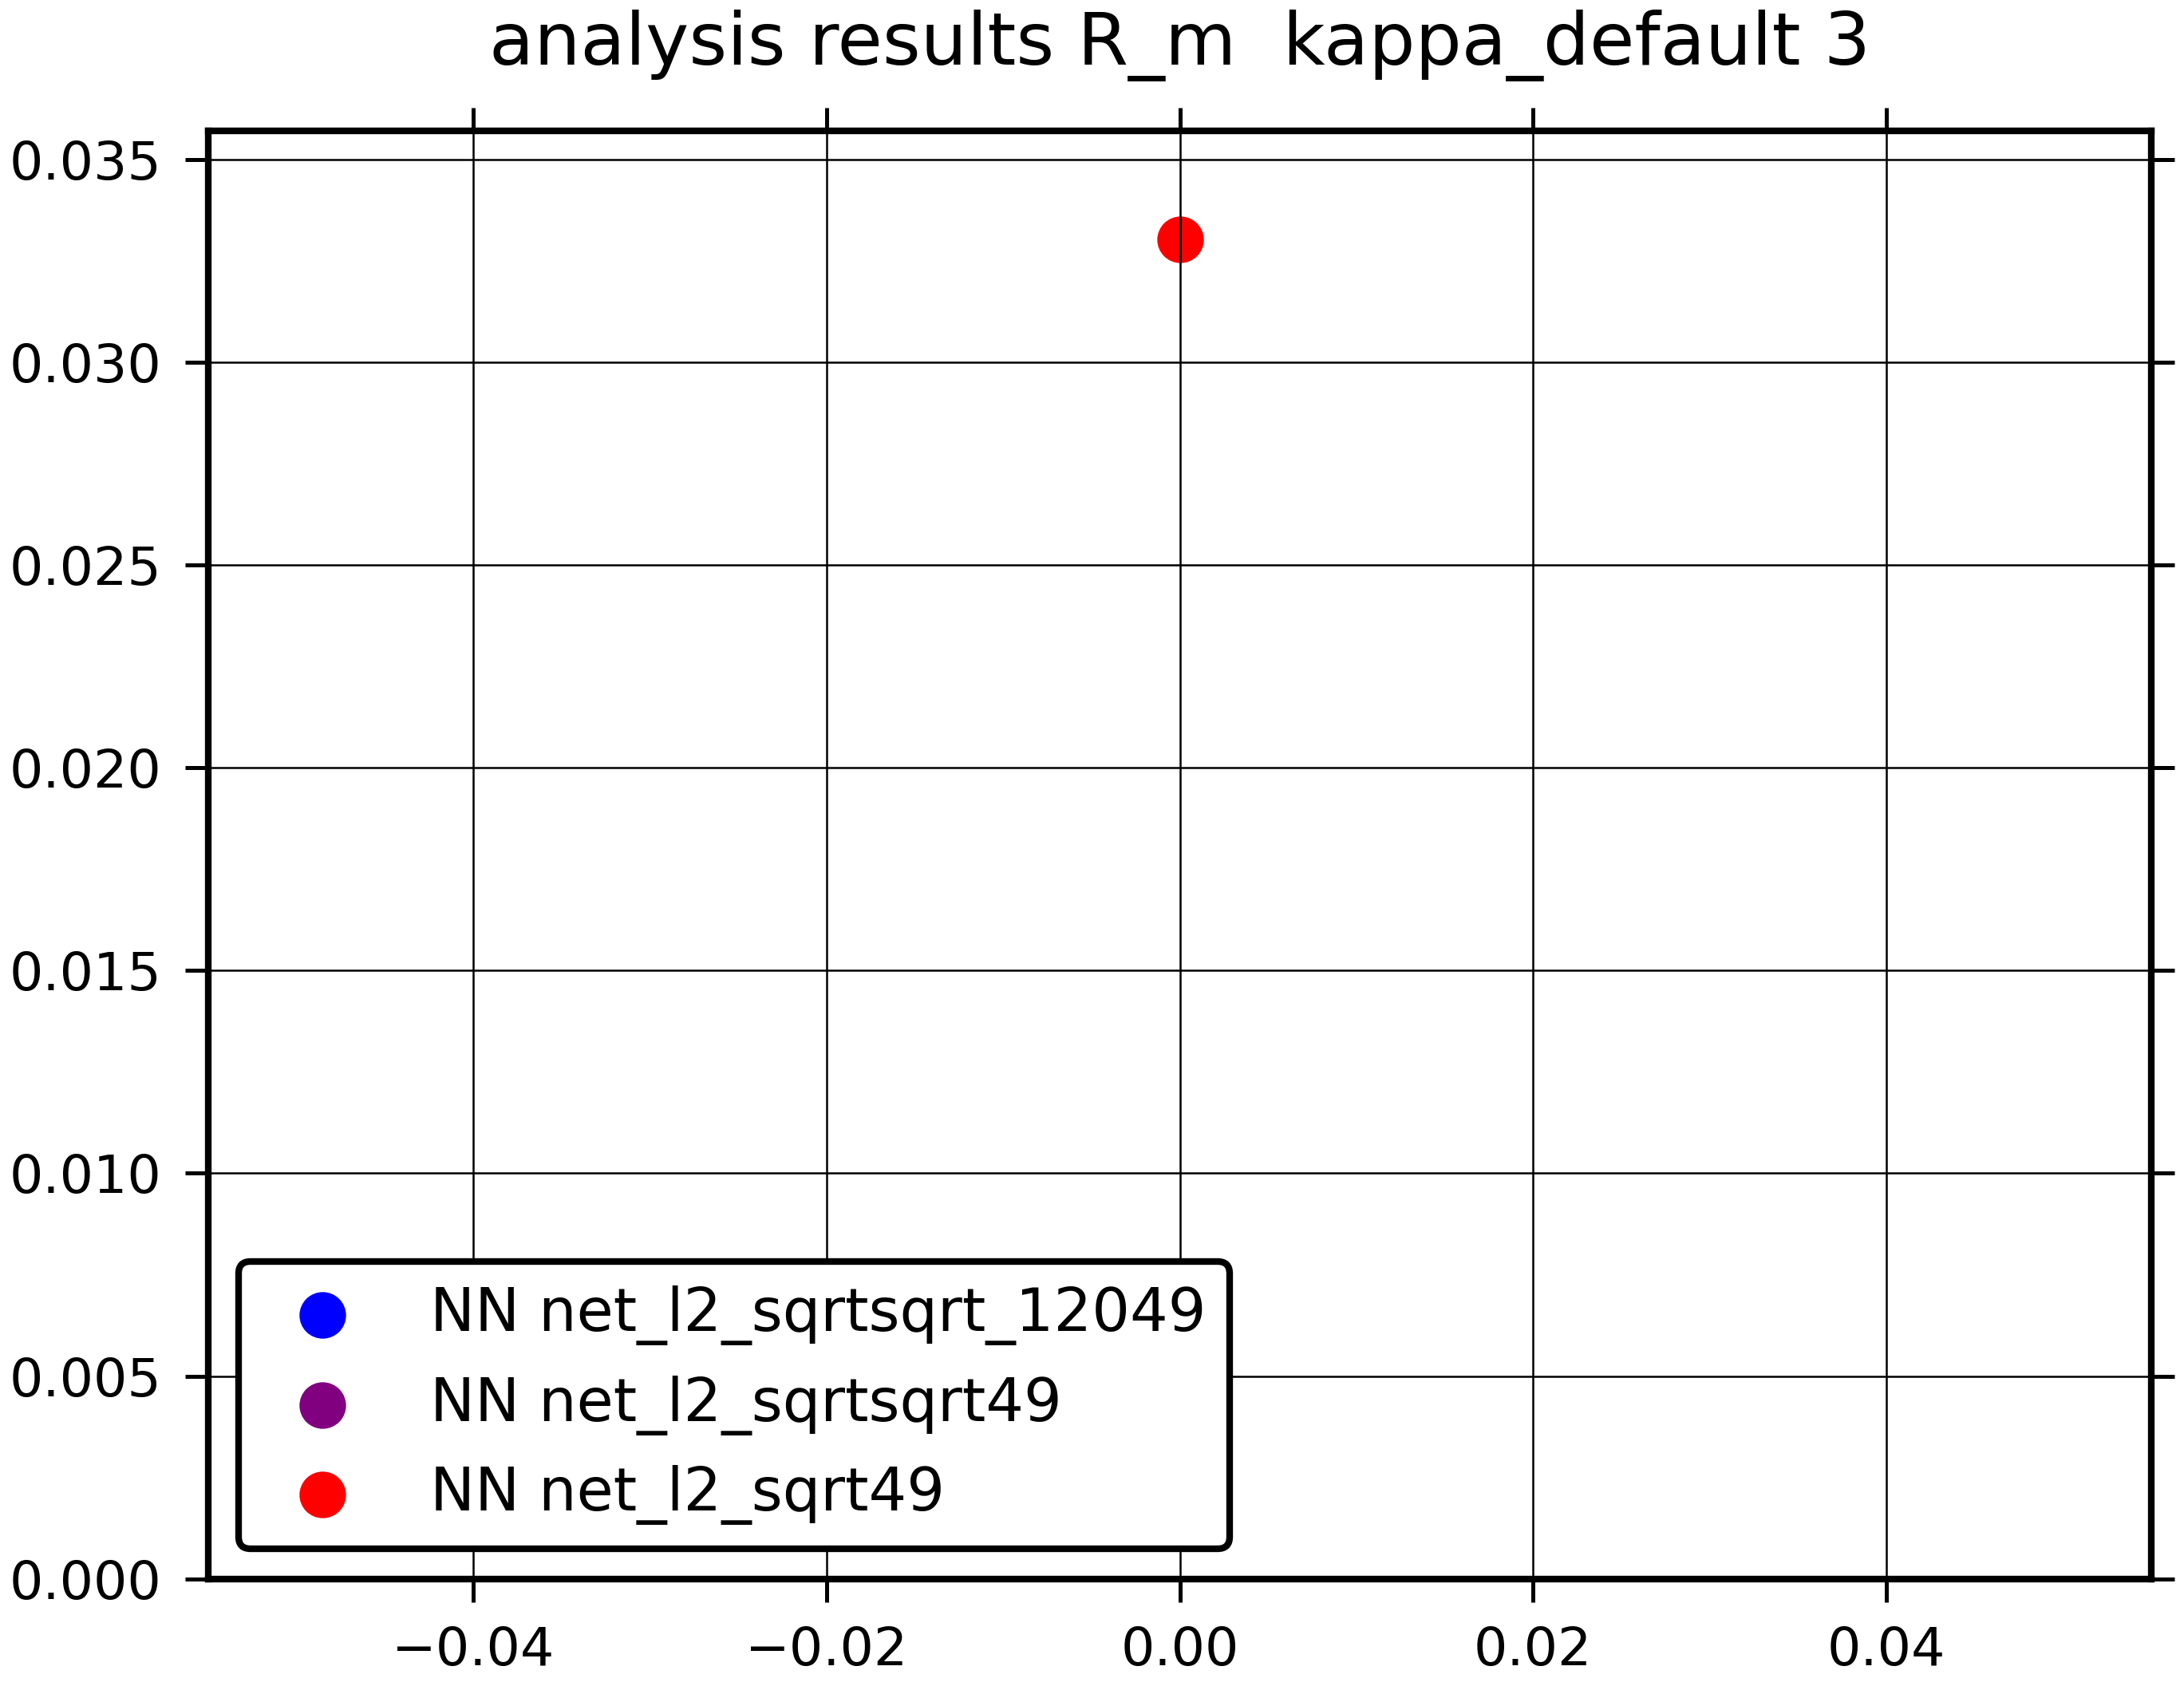 analysis results R_m  kappa_default 3
0.035
0.030
0.025
0.020
0.015
0.010
0.005
0.000
NN net_l2_sqrtsqrt_12049
NN net_l2_sqrtsqrt49
NN net_l2_sqrt49
−0.04 −0.02 0.00 0.02 0.04